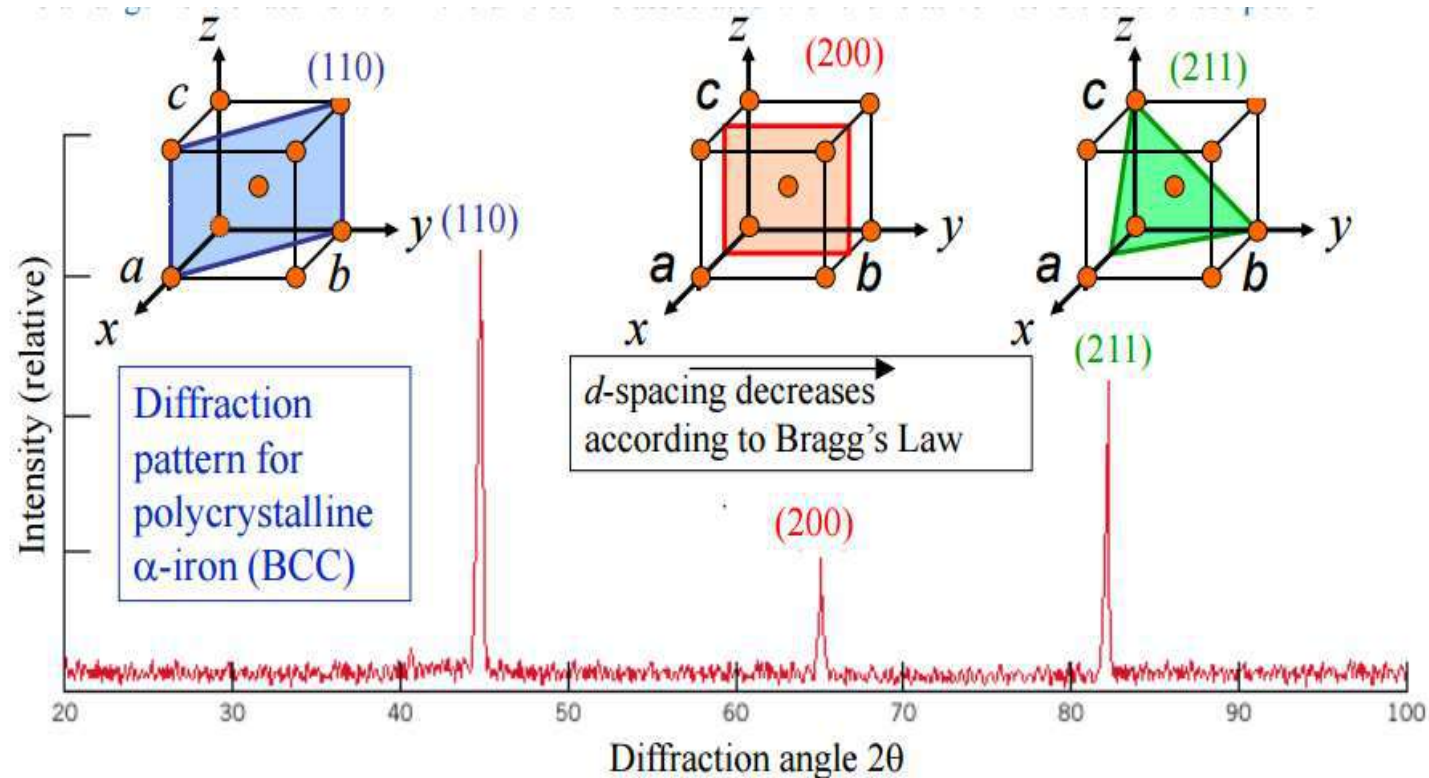 z
(110)
c
y
a
b
x
z
(200)
c
y
a
b
x
z
(211)
c
y
a
b
x
(110)
(200)
(211)
Diffraction
pattern for
polycrystalline
α-iron (BCC)
d-spacing decreases
according to Bragg's Law
Intensity (relative)
20 30 40 50 60 70 80 90 100
Diffraction angle 2θ